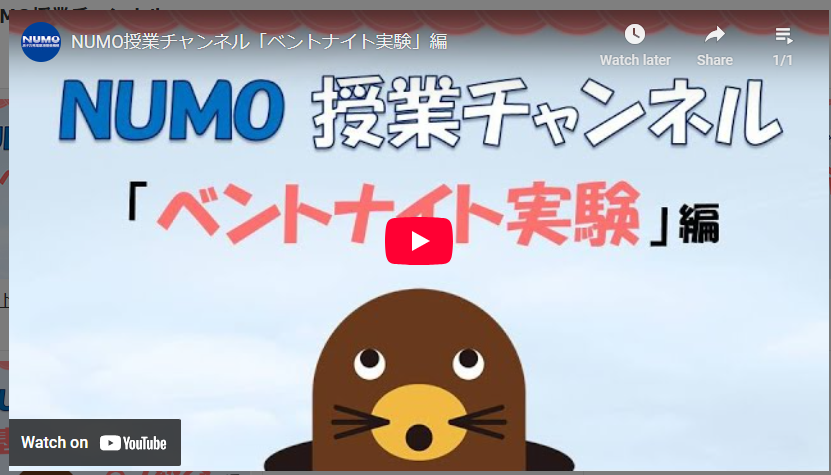 NUMO
NUMO授業チャンネル「ベントナイト実験」編
Watch later
Share
1/1
NUMO 授業チャンネル
「ベントナイト実験」編
Watch on YouTube